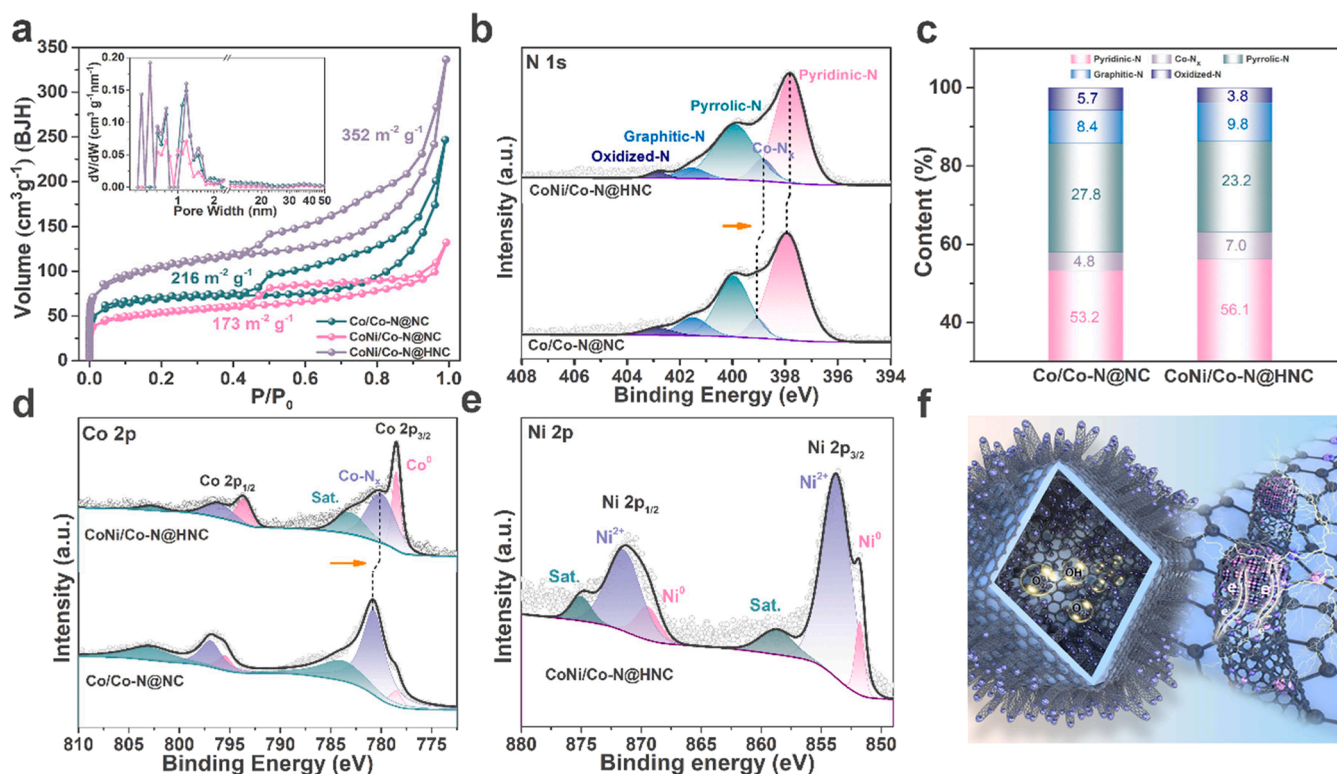 a
Volume (cm³g⁻¹) (BJH)
350
300
250
200
150
100
50
0
0.0 0.2 0.4 0.6 0.8 1.0
P/P₀
dV/dW (cm³ g⁻¹nm⁻¹)
0.20
0.15
0.10
0.05
0.00
1 2 10 20 30 40 50
Pore Width (nm)
352 m⁻² g⁻¹
216 m⁻² g⁻¹
173 m⁻² g⁻¹
Co/Co-N@NC
CoNi/Co-N@NC
CoNi/Co-N@HNC
b
N 1s
Pyridinic-N
Pyrrolic-N
Graphitic-N
Co-Nₓ
Oxidized-N
CoNi/Co-N@HNC
Co/Co-N@NC
Intensity (a.u.)
408 406 404 402 400 398 396 394
Binding Energy (eV)
c
Pyridinic-N Co-Nₓ Pyrrolic-N
Graphitic-N Oxidized-N
Content (%)
100
80
60
40
5.7 3.8
8.4 9.8
27.8 23.2
4.8 7.0
53.2 56.1
Co/Co-N@NC CoNi/Co-N@HNC
d
Co 2p
Co 2p₃/₂
Co⁰
Co-Nₓ
Co 2p₁/₂
Sat.
CoNi/Co-N@HNC
Co/Co-N@NC
Intensity (a.u.)
810 805 800 795 790 785 780 775
Binding Energy (eV)
e
Ni 2p
Ni 2p₃/₂
Ni²⁺
Ni 2p₁/₂
Ni²⁺
Ni⁰
Sat.
Ni⁰
Sat.
CoNi/Co-N@HNC
Intensity (a.u.)
880 875 870 865 860 855 850
Binding energy (eV)
f
OH